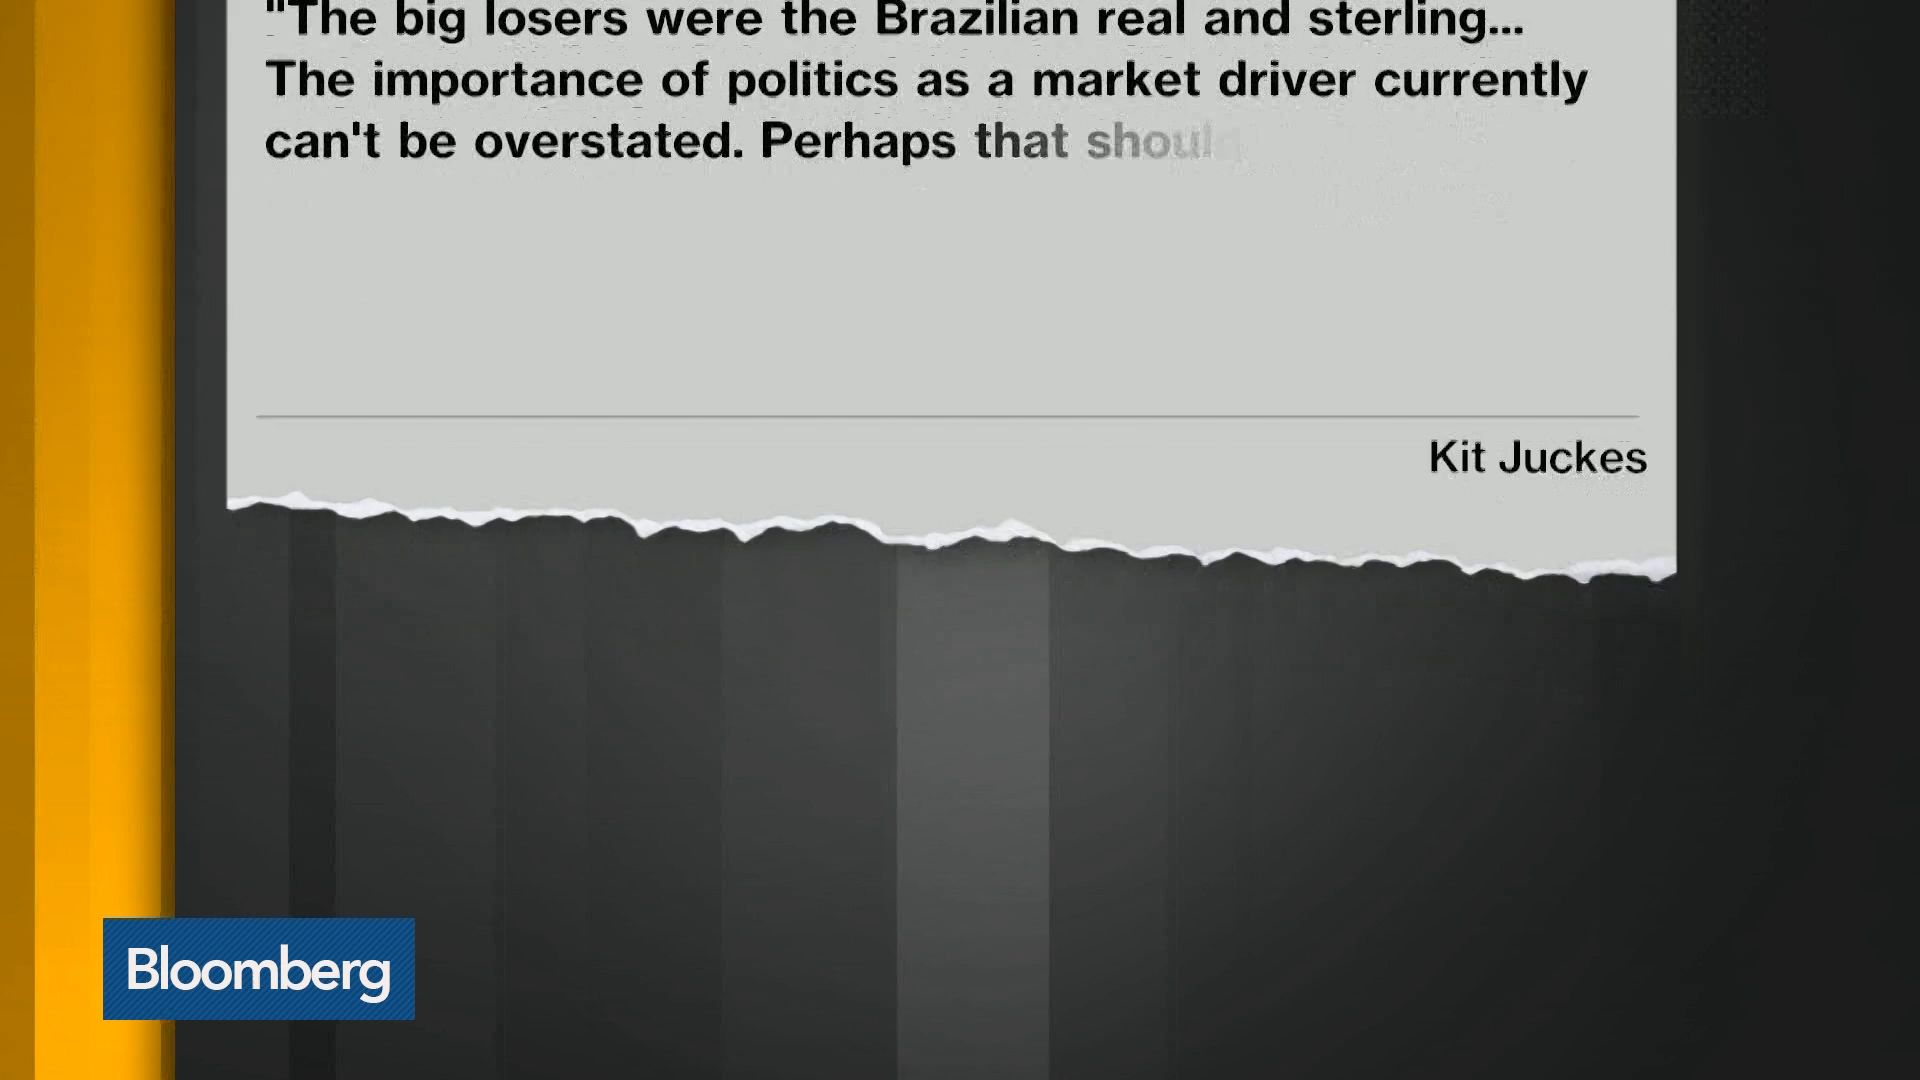 "The big losers were the Brazilian real and sterling...
The importance of politics as a market driver currently
can't be overstated. Perhaps that
Kit Juckes
Bloomberg